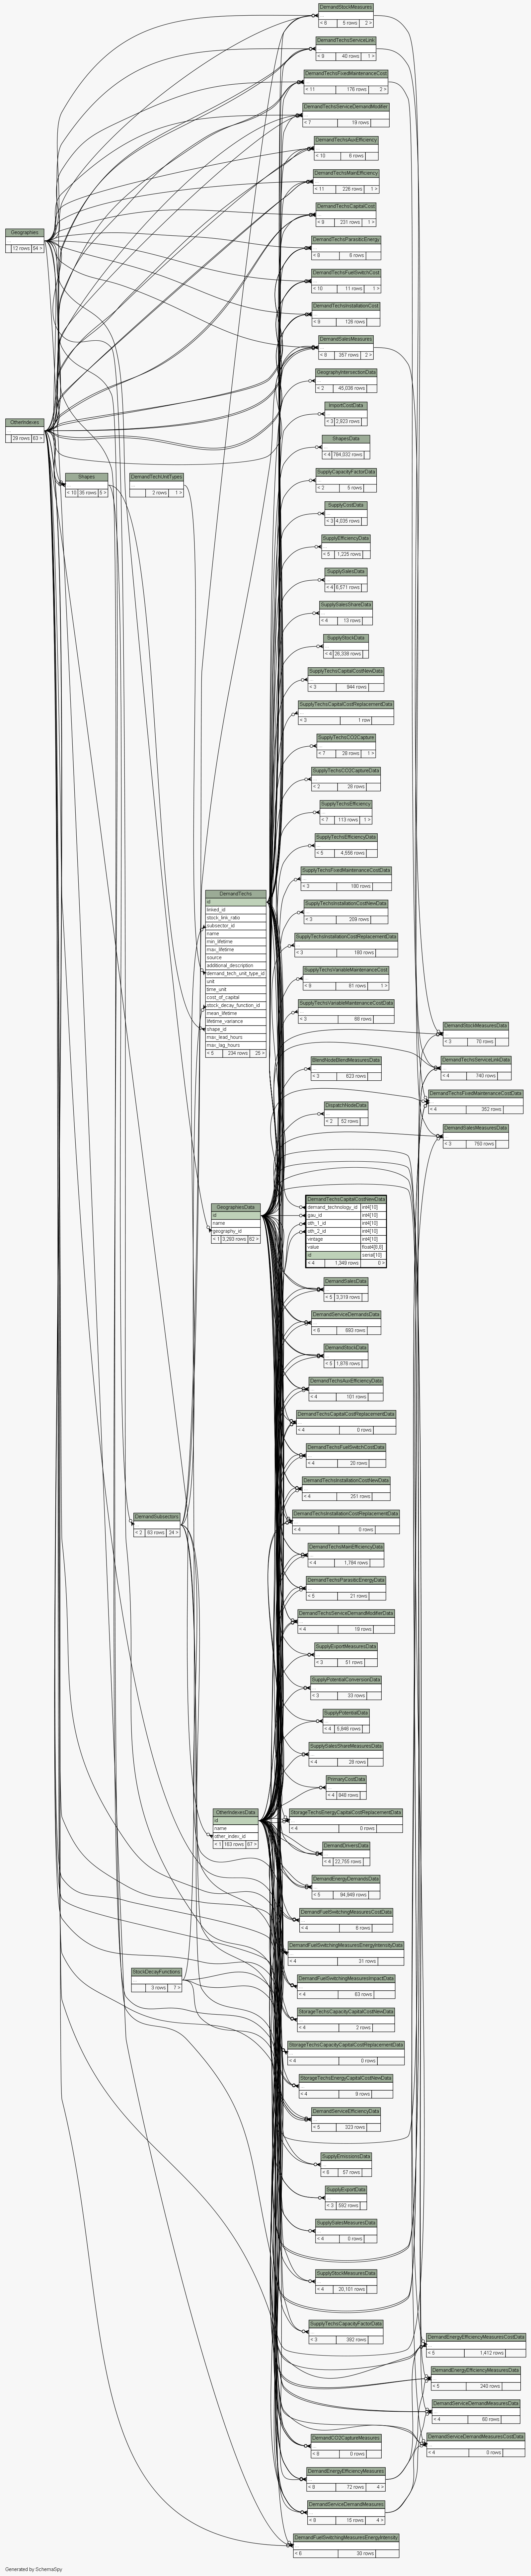 DemandStockMeasures
< 8 5 rows 2 >
DemandTechsServiceLink
< 9 40 rows 1 >
DemandTechsFixedMaintenanceCost
< 11 176 rows 2 >
DemandTechsServiceDemandModifier
< 7 19 rows
DemandTechsAuxEfficiency
< 10 6 rows
DemandTechsMainEfficiency
< 11 226 rows 1 >
DemandTechsCapitalCost
< 8 231 rows 1 >
Geographies
12 rows 54 >
DemandTechsParasiticEnergy
< 8 6 rows
DemandTechsFuelSwitchCost
< 10 11 rows 1 >
DemandTechsInstallationCost
< 9 126 rows
DemandSalesMeasures
< 8 357 rows 2 >
GeographyIntersectionData
< 2 45,036 rows
ImportCostData
< 3 2,823 rows
OtherIndexes
29 rows 83 >
ShapesData
< 4 784,032 rows
Shapes
< 10 35 rows 5 >
DemandTechUnitTypes
2 rows 1 >
SupplyCapacityFactorData
< 2 5 rows
SupplyCostData
< 3 4,035 rows
SupplyEfficiencyData
< 5 1,225 rows
SupplySalesData
< 4 6,571 rows
SupplySalesShareData
< 4 13 rows
SupplyStockData
< 4 28,338 rows
SupplyTechsCapitalCostNewData
< 3 944 rows
SupplyTechsCapitalCostReplacementData
< 3 1 row
SupplyTechsCO2Capture
< 7 26 rows 1 >
SupplyTechsCO2CaptureData
< 2 28 rows
SupplyTechsEfficiency
< 7 113 rows 1 >
SupplyTechsEfficiencyData
< 5 4,556 rows
SupplyTechsFixedMaintenanceCostData
< 3 180 rows
SupplyTechsInstallationCostNewData
< 3 209 rows
SupplyTechsInstallationCostReplacementData
< 3 180 rows
SupplyTechsVariableMaintenanceCost
< 9 61 rows 1 >
SupplyTechsVariableMaintenanceCostData
< 3 68 rows
DemandTechs
id
linked_id
stock_link_ratio
subsector_id
name
min_lifetime
max_lifetime
source
additional_description
demand_tech_unit_type_id
unit
time_unit
cost_of_capital
stock_decay_function_id
mean_lifetime
lifetime_variance
shape_id
max_lead_hours
max_lag_hours
< 5 234 rows 25 >
DemandStockMeasuresData
< 3 70 rows
DemandTechsServiceLinkData
< 4 740 rows
DemandTechsFixedMaintenanceCostData
< 4 352 rows
DemandSalesMeasuresData
< 3 750 rows
BlendNodeBlendMeasuresData
< 3 623 rows
DispatchNodeData
< 2 52 rows
DemandTechsCapitalCostNewData
demand_technology_id int4[10]
gau_id int4[10]
oth_1_id int4[10]
oth_2_id int4[10]
vintage int4[10]
value float4[8,8]
id serial[10]
< 4 1,349 rows 0 >
GeographiesData
id
name
geography_id
< 1 3,293 rows 62 >
DemandSalesData
< 5 3,319 rows
DemandServiceDemandsData
< 6 693 rows
DemandStockData
< 5 1,878 rows
DemandTechsAuxEfficiencyData
< 4 101 rows
DemandTechsCapitalCostReplacementData
< 4 0 rows
DemandTechsFuelSwitchCostData
< 4 20 rows
DemandTechsInstallationCostNewData
< 4 251 rows
DemandSubsectors
< 2 63 rows 24 >
DemandTechsInstallationCostReplacementData
< 4 0 rows
DemandTechsMainEfficiencyData
< 4 1,784 rows
DemandTechsParasiticEnergyData
< 5 21 rows
DemandTechsServiceDemandModifierData
< 4 19 rows
SupplyExportMeasuresData
< 3 51 rows
SupplyPotentialConversionData
< 3 33 rows
SupplyPotentialData
< 4 5,846 rows
SupplySalesShareMeasuresData
< 4 28 rows
PrimaryCostData
< 4 848 rows
OtherIndexesData
id
name
other_index_id
< 1 183 rows 67 >
StorageTechsEnergyCapitalCostReplacementData
< 4 0 rows
DemandDriversData
< 4 22,755 rows
DemandEnergyDemandsData
< 5 94,949 rows
DemandFuelSwitchingMeasuresCostData
< 4 6 rows
DemandFuelSwitchingMeasuresEnergyIntensityData
< 4 31 rows
StockDecayFunctions
3 rows 7 >
DemandFuelSwitchingMeasuresImpactData
< 4 63 rows
StorageTechsCapacityCapitalCostNewData
< 4 2 rows
StorageTechsCapacityCapitalCostReplacementData
< 4 0 rows
StorageTechsEnergyCapitalCostNewData
< 4 9 rows
DemandServiceEfficiencyData
< 5 323 rows
SupplyEmissionsData
< 6 57 rows
SupplyExportData
< 3 592 rows
SupplySalesMeasuresData
< 4 0 rows
SupplyStockMeasuresData
< 4 20,101 rows
SupplyTechsCapacityFactorData
< 3 392 rows
DemandEnergyEfficiencyMeasuresCostData
< 5 1,412 rows
DemandEnergyEfficiencyMeasuresData
< 5 240 rows
DemandServiceDemandMeasuresData
< 4 60 rows
DemandServiceDemandMeasuresCostData
< 4 0 rows
DemandCO2CaptureMeasures
< 8 0 rows
DemandEnergyEfficiencyMeasures
< 8 72 rows 4 >
DemandServiceDemandMeasures
< 8 15 rows 4 >
DemandFuelSwitchingMeasuresEnergyIntensity
< 6 30 rows
Generated by SchemaSpy